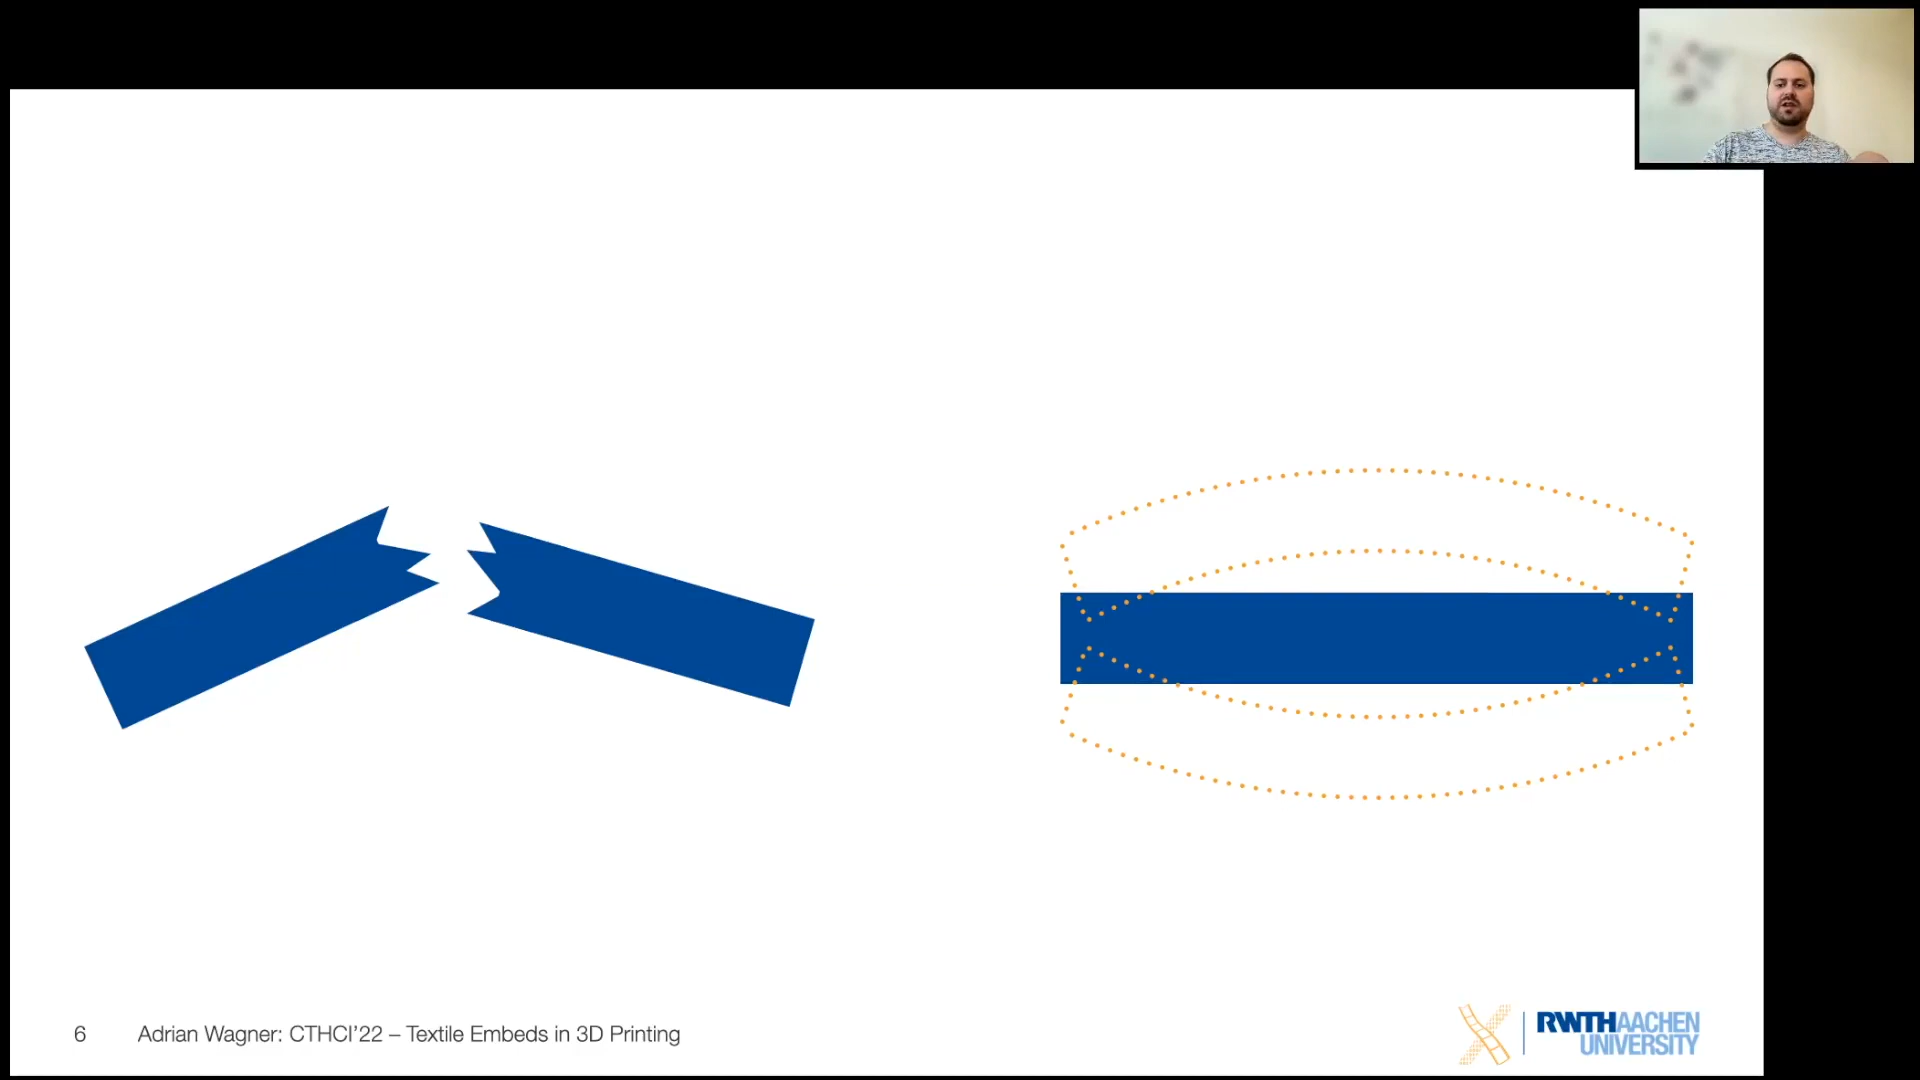 6 Adrian Wagner: CTHCI’22 – Textile Embeds in 3D Printing
RWTHAACHEN
UNIVERSITY